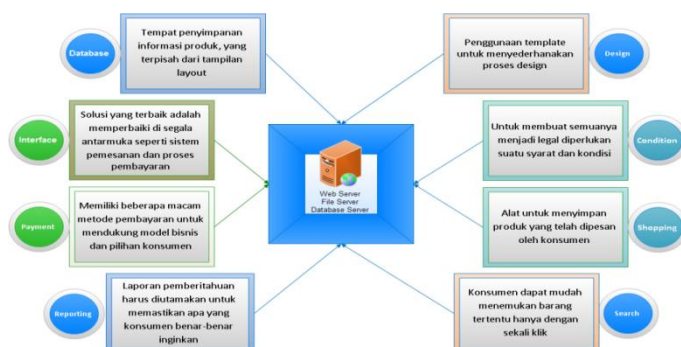 Database
Tempat penyimpanan
informasi produk, yang
terpisah dari tampilan
layout
Penggunaan template
untuk menyederhanakan
proses design
Design
Interface
Solusi yang terbaik adalah
memperbaiki di segala
antarmuka seperti sistem
pemesanan dan proses
pembayaran
Web Server
File Server
Database Server
Untuk membuat semuanya
menjadi legal diperlukan
suatu syarat dan kondisi
Condition
Payment
Memiliki beberapa macam
metode pembayaran untuk
mendukung model bisnis
dan pilihan konsumen
Alat untuk menyimpan
produk yang telah dipesan
oleh konsumen
Shopping
Reporting
Laporan pemberitahuan
harus diutamakan untuk
memastikan apa yang
konsumen benar-benar
inginkan
Konsumen dapat mudah
menemukan barang
tertentu hanya dengan
sekali klik
Search